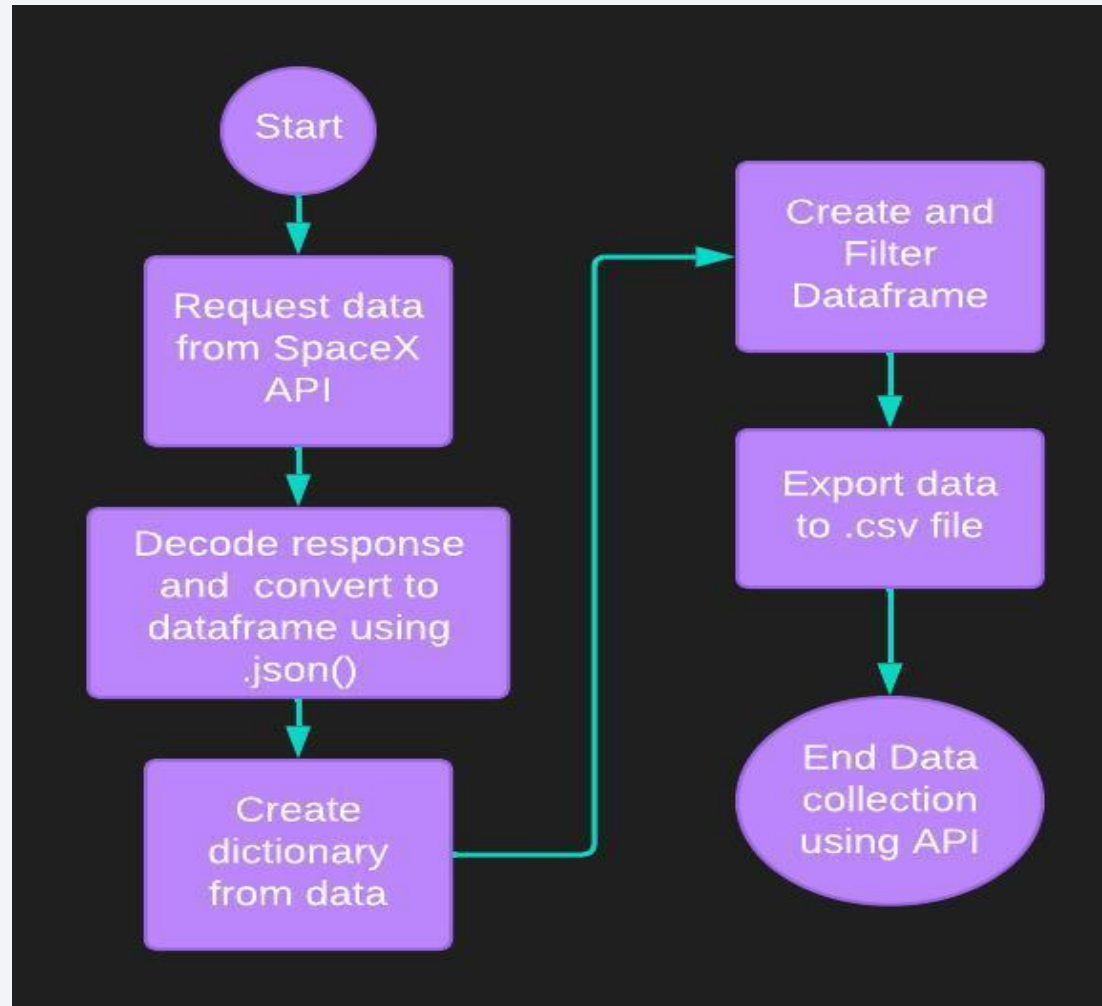 Start
Request data
from SpaceX
API
Decode response
and  convert to
dataframe using
.json()
Create
dictionary
from data
Create and
Filter
Dataframe
Export data
to .csv file
End Data
collection
using API